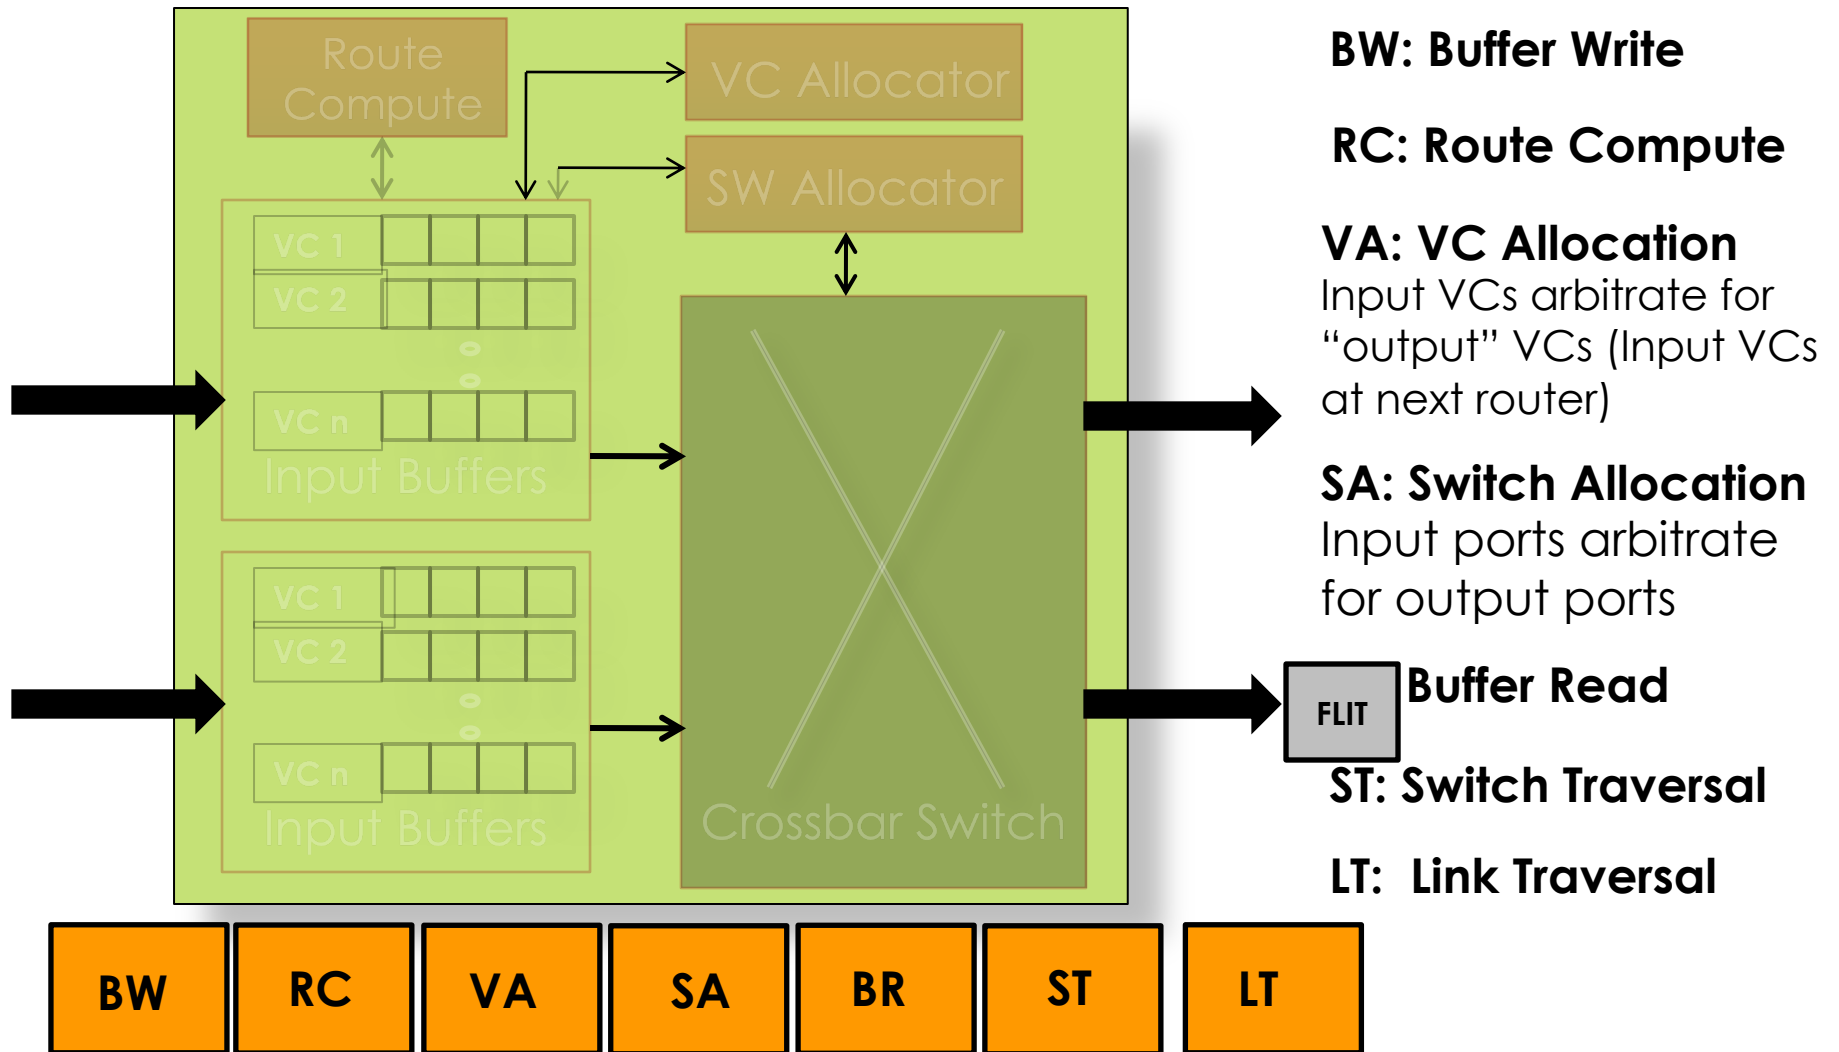 Route
Compute
VC Allocator
SW Allocator
VC 1
VC 2
VC n
Input Buffers
VC 1
VC 2
VC n
Input Buffers
Crossbar Switch
BW: Buffer Write
RC: Route Compute
VA: VC Allocation
Input VCs arbitrate for
“output” VCs (Input VCs
at next router)
SA: Switch Allocation
Input ports arbitrate
for output ports
FLIT
Buffer Read
ST: Switch Traversal
LT: Link Traversal
BW
RC
VA
SA
BR
ST
LT